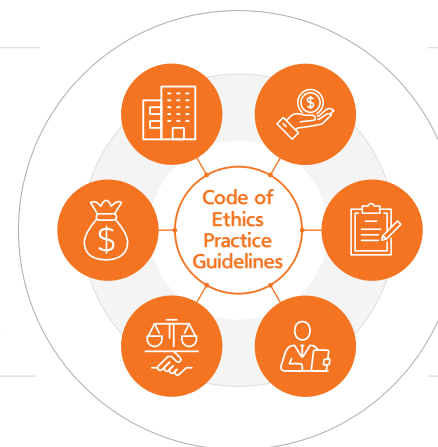 Code of
Ethics
Practice
Guidelines
$
$